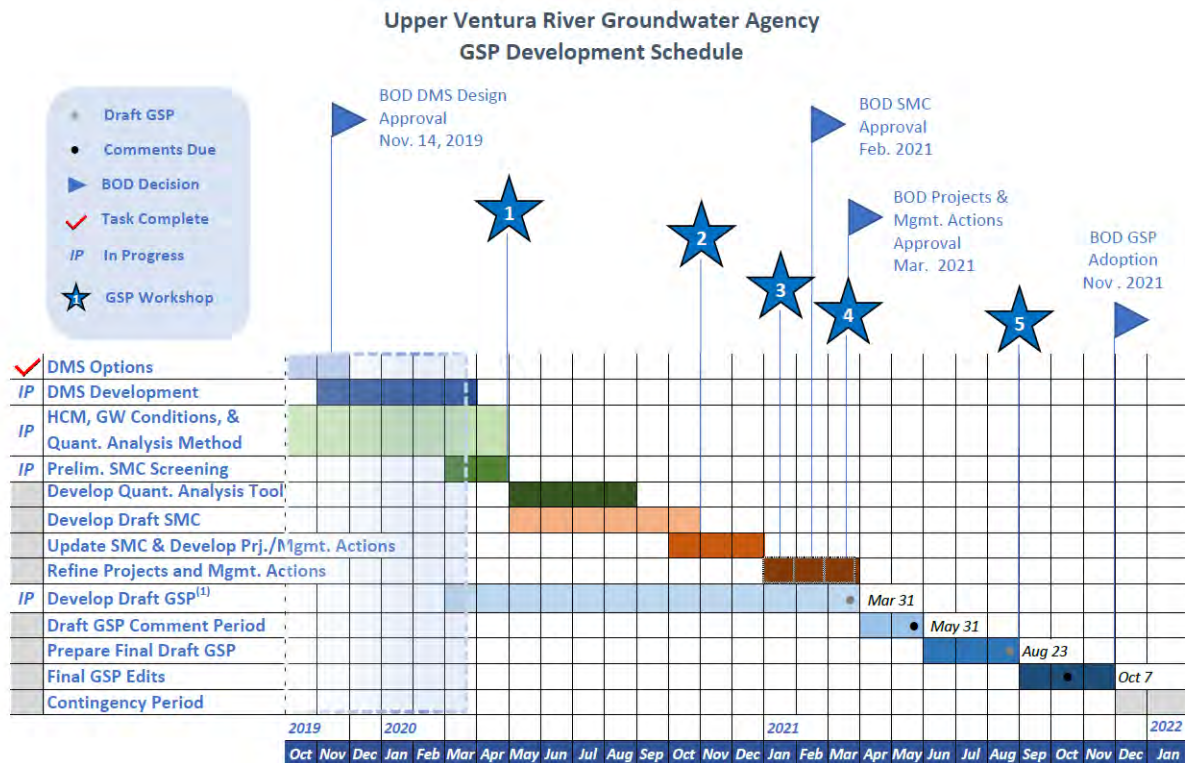 Upper Ventura River Groundwater Agency
GSP Development Schedule
Draft GSP
Comments Due
BOD Decision
Task Complete
IP In Progress
1 GSP Workshop
BOD DMS Design
Approval
Nov. 14, 2019
BOD SMC
Approval
Feb. 2021
BOD Projects &
Mgmt. Actions
Approval
Mar. 2021
BOD GSP
Adoption
Nov . 2021
1
2
3
4
5
DMS Options
IP DMS Development
IP HCM, GW Conditions, &
Quant. Analysis Method
IP Prelim. SMC Screening
Develop Quant. Analysis Tool
Develop Draft SMC
Update SMC & Develop Prj./Mgmt. Actions
Refine Projects and Mgmt. Actions
IP Develop Draft GSP(1) Mar 31
Draft GSP Comment Period May 31
Prepare Final Draft GSP Aug 23
Final GSP Edits Oct 7
Contingency Period
2019 2020 2021 2022
Oct Nov Dec Jan Feb Mar Apr May Jun Jul Aug Sep Oct Nov Dec Jan Feb Mar Apr May Jun Jul Aug Sep Oct Nov Dec Jan